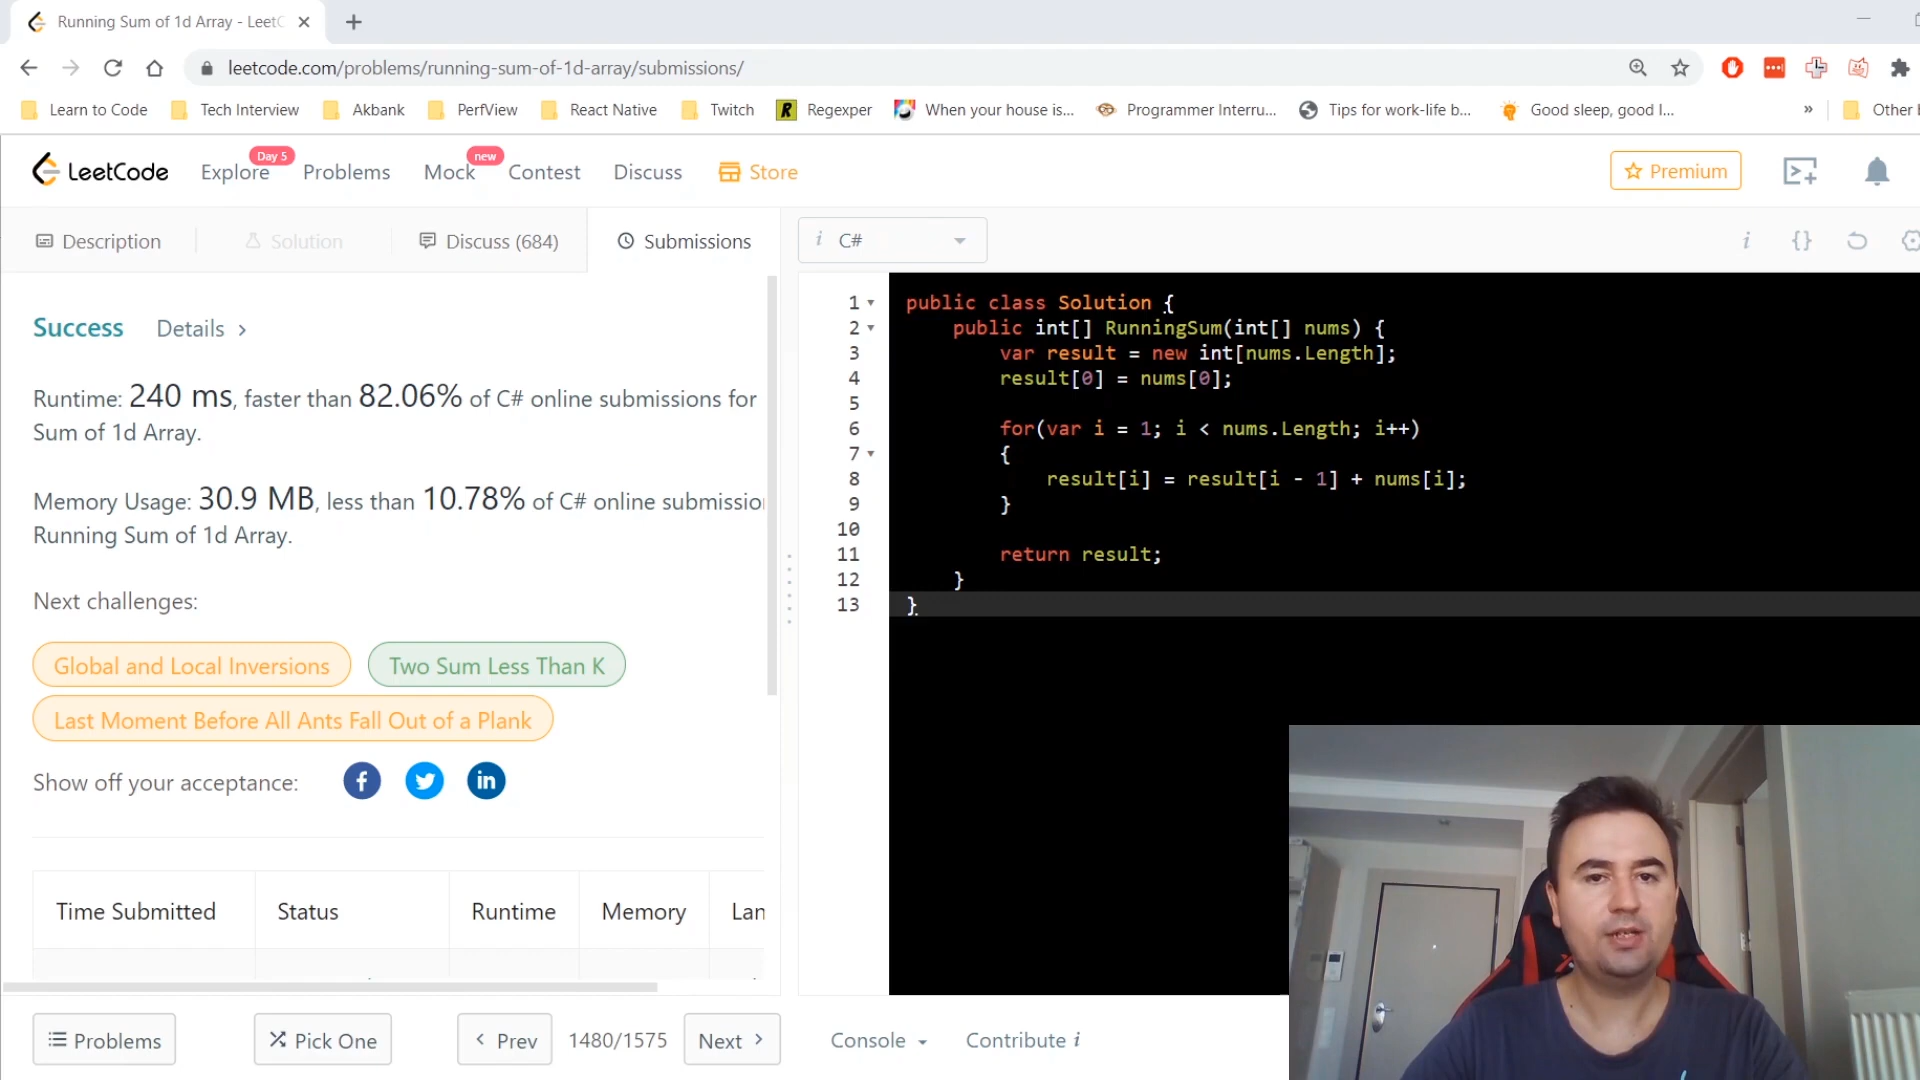 Running Sum of 1d Array - LeetC
leetcode.com/problems/running-sum-of-1d-array/submissions/
Learn to Code
Tech Interview
Akbank
PerfView
React Native
Twitch
R
Regexper
When your house is...
Programmer Interru...
Tips for work-life b...
Good sleep, good l...
»
Other
LeetCode
Explore
Day 5
Problems
Mock
new
Contest
Discuss
Store
Premium
Description
Solution
Discuss (684)
Submissions
i C#
i {}
Success Details >
Runtime: 240 ms, faster than 82.06% of C# online submissions for
Sum of 1d Array.
Memory Usage: 30.9 MB, less than 10.78% of C# online submissio
Running Sum of 1d Array.
Next challenges:
Global and Local Inversions
Two Sum Less Than K
Last Moment Before All Ants Fall Out of a Plank
Show off your acceptance:
f
in
Time Submitted
Status
Runtime
Memory
Lan
1 public class Solution {
2 public int[] RunningSum(int[] nums) {
3 var result = new int[nums.Length];
4 result[0] = nums[0];
5
6 for(var i = 1; i < nums.Length; i++)
7 {
8 result[i] = result[i - 1] + nums[i];
9 }
10
11 return result;
12 }
13 }
Problems
Pick One
< Prev
1480/1575
Next >
Console
Contribute i